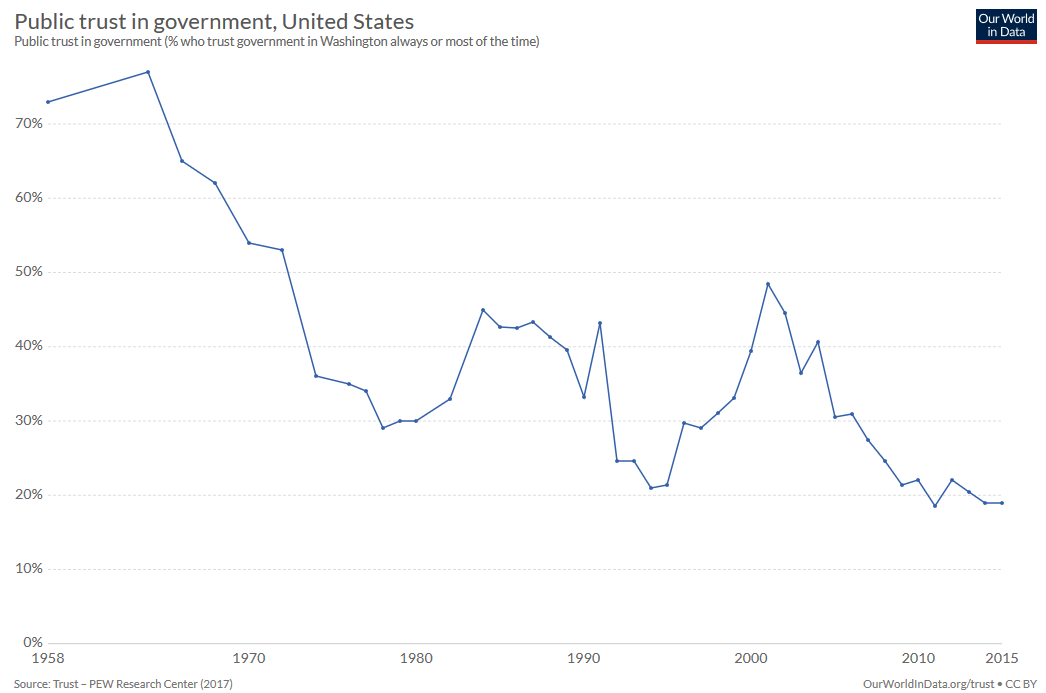 Public trust in government, United States
Public trust in government (% who trust government in Washington always or most of the time)
Our World
in Data
70%
60%
50%
40%
30%
20%
10%
0%
1958 1970 1980 1990 2000 2010 2015
Source: Trust – PEW Research Center (2017)
OurWorldInData.org/trust • CC BY